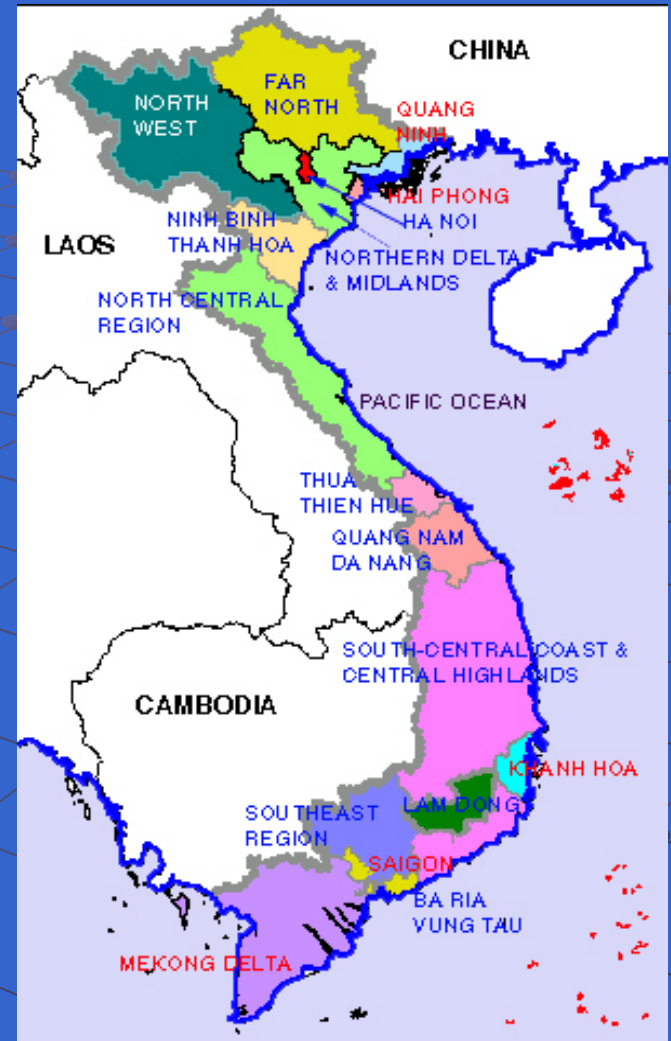 CHINA
FAR
NORTH
NORTH
WEST
QUANG
NINH
HAI PHONG
HA NOI
NINH BINH
THANH HOA
LAOS
NORTHERN DELTA
& MIDLANDS
NORTH CENTRAL
REGION
PACIFIC OCEAN
THUA
THIEN HUE
QUANG NAM
DA NANG
SOUTH-CENTRAL COAST &
CENTRAL HIGHLANDS
CAMBODIA
KHANH HOA
LAM DONG
SOUTHEAST
REGION
SAIGON
BA RIA
VUNG TAU
MEKONG DELTA